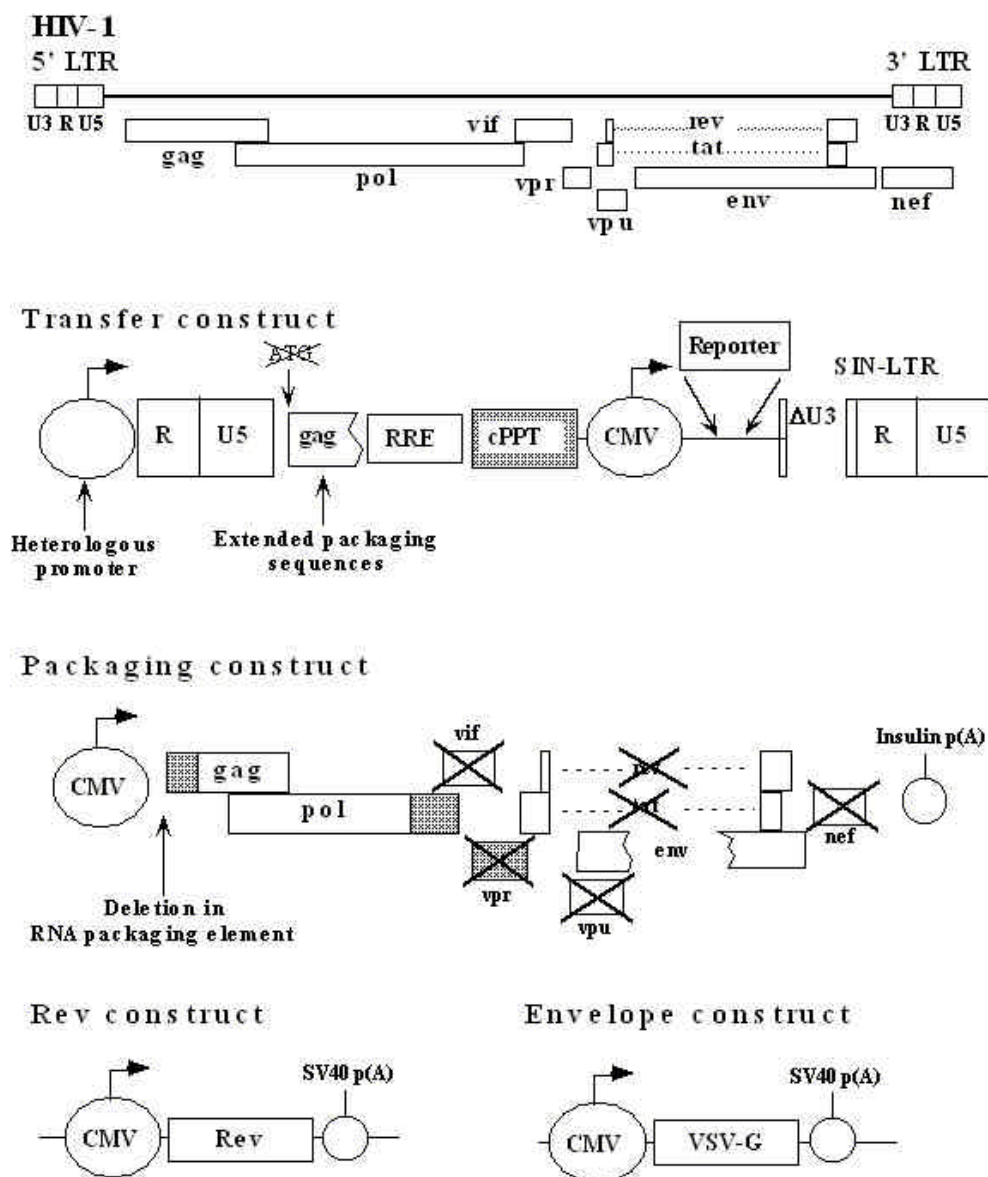 HIV-1
5' LTR
3' LTR
U3 R U5
U3 R U5
gag
pol
vif
vpr
vpu
rev
tat
env
nef
Transfer construct
ATG
Reporter
SIN-LTR
R
U5
gag
RRE
cPPT
CMV
ΔU3
R
U5
Heterologous
promoter
Extended packaging
sequences
Packaging construct
CMV
gag
pol
vif
vpr
rev
tat
env
vpu
nef
Insulin p(A)
Deletion in
RNA packaging element
Rev construct
CMV
Rev
SV40 p(A)
Envelope construct
CMV
VSV-G
SV40 p(A)